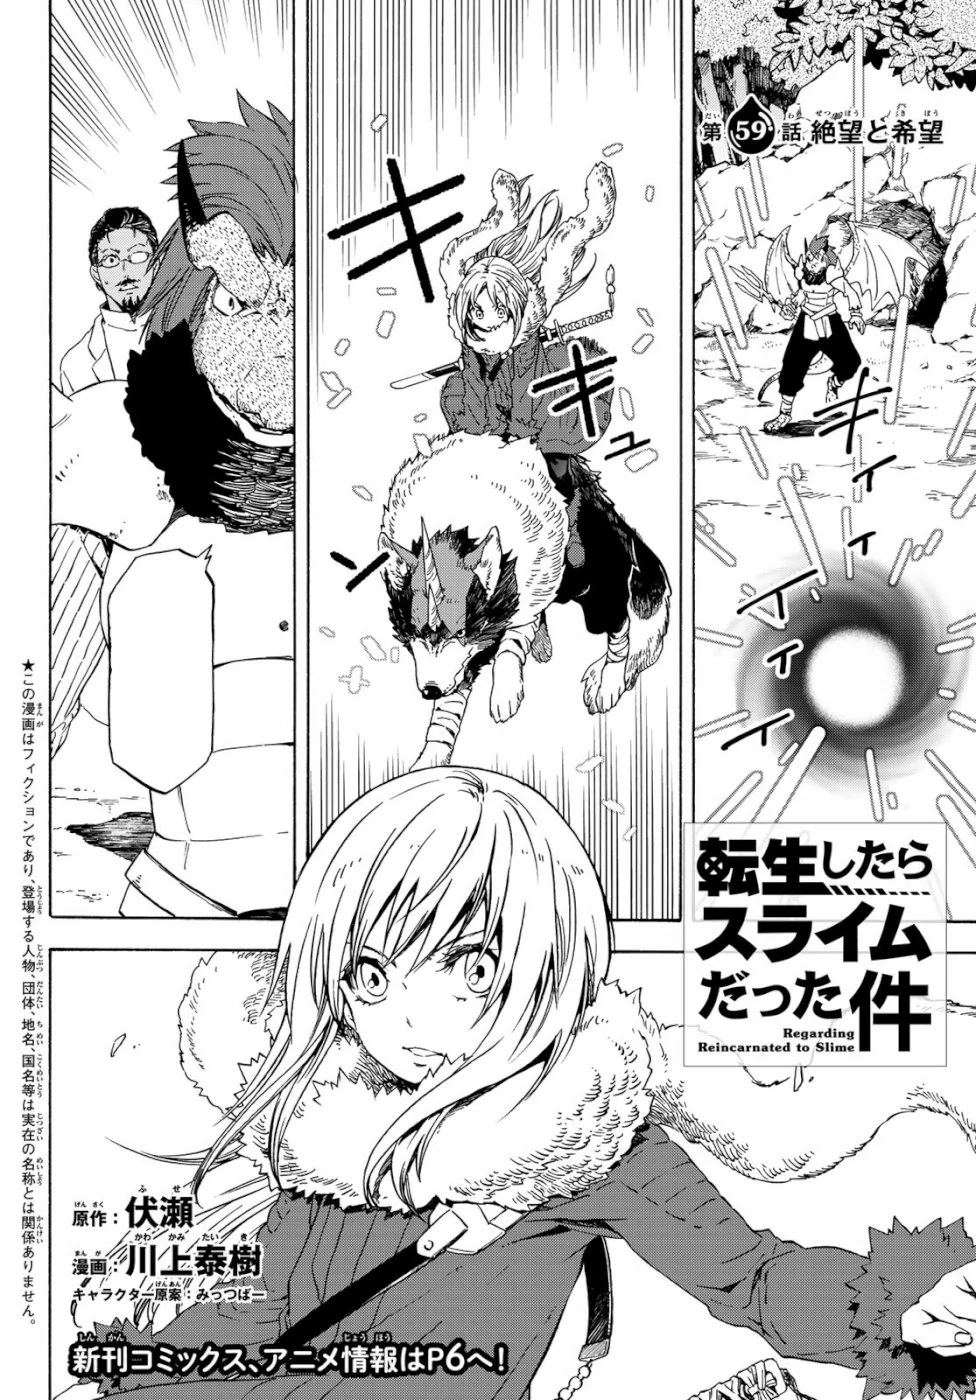 第59話 絶望と希望
キィイイイ
キィキュン
転生したら
スライム
だった件
Regarding
Reincarnated to Slime
原作：伏瀬
漫画：川上泰樹
キャラクター原案：みっつばー
新刊コミックス、アニメ情報はP6へ！
★この漫画はフィクションであり、登場する人物、団体、地名、国名等は実在の名称とは関係ありません。